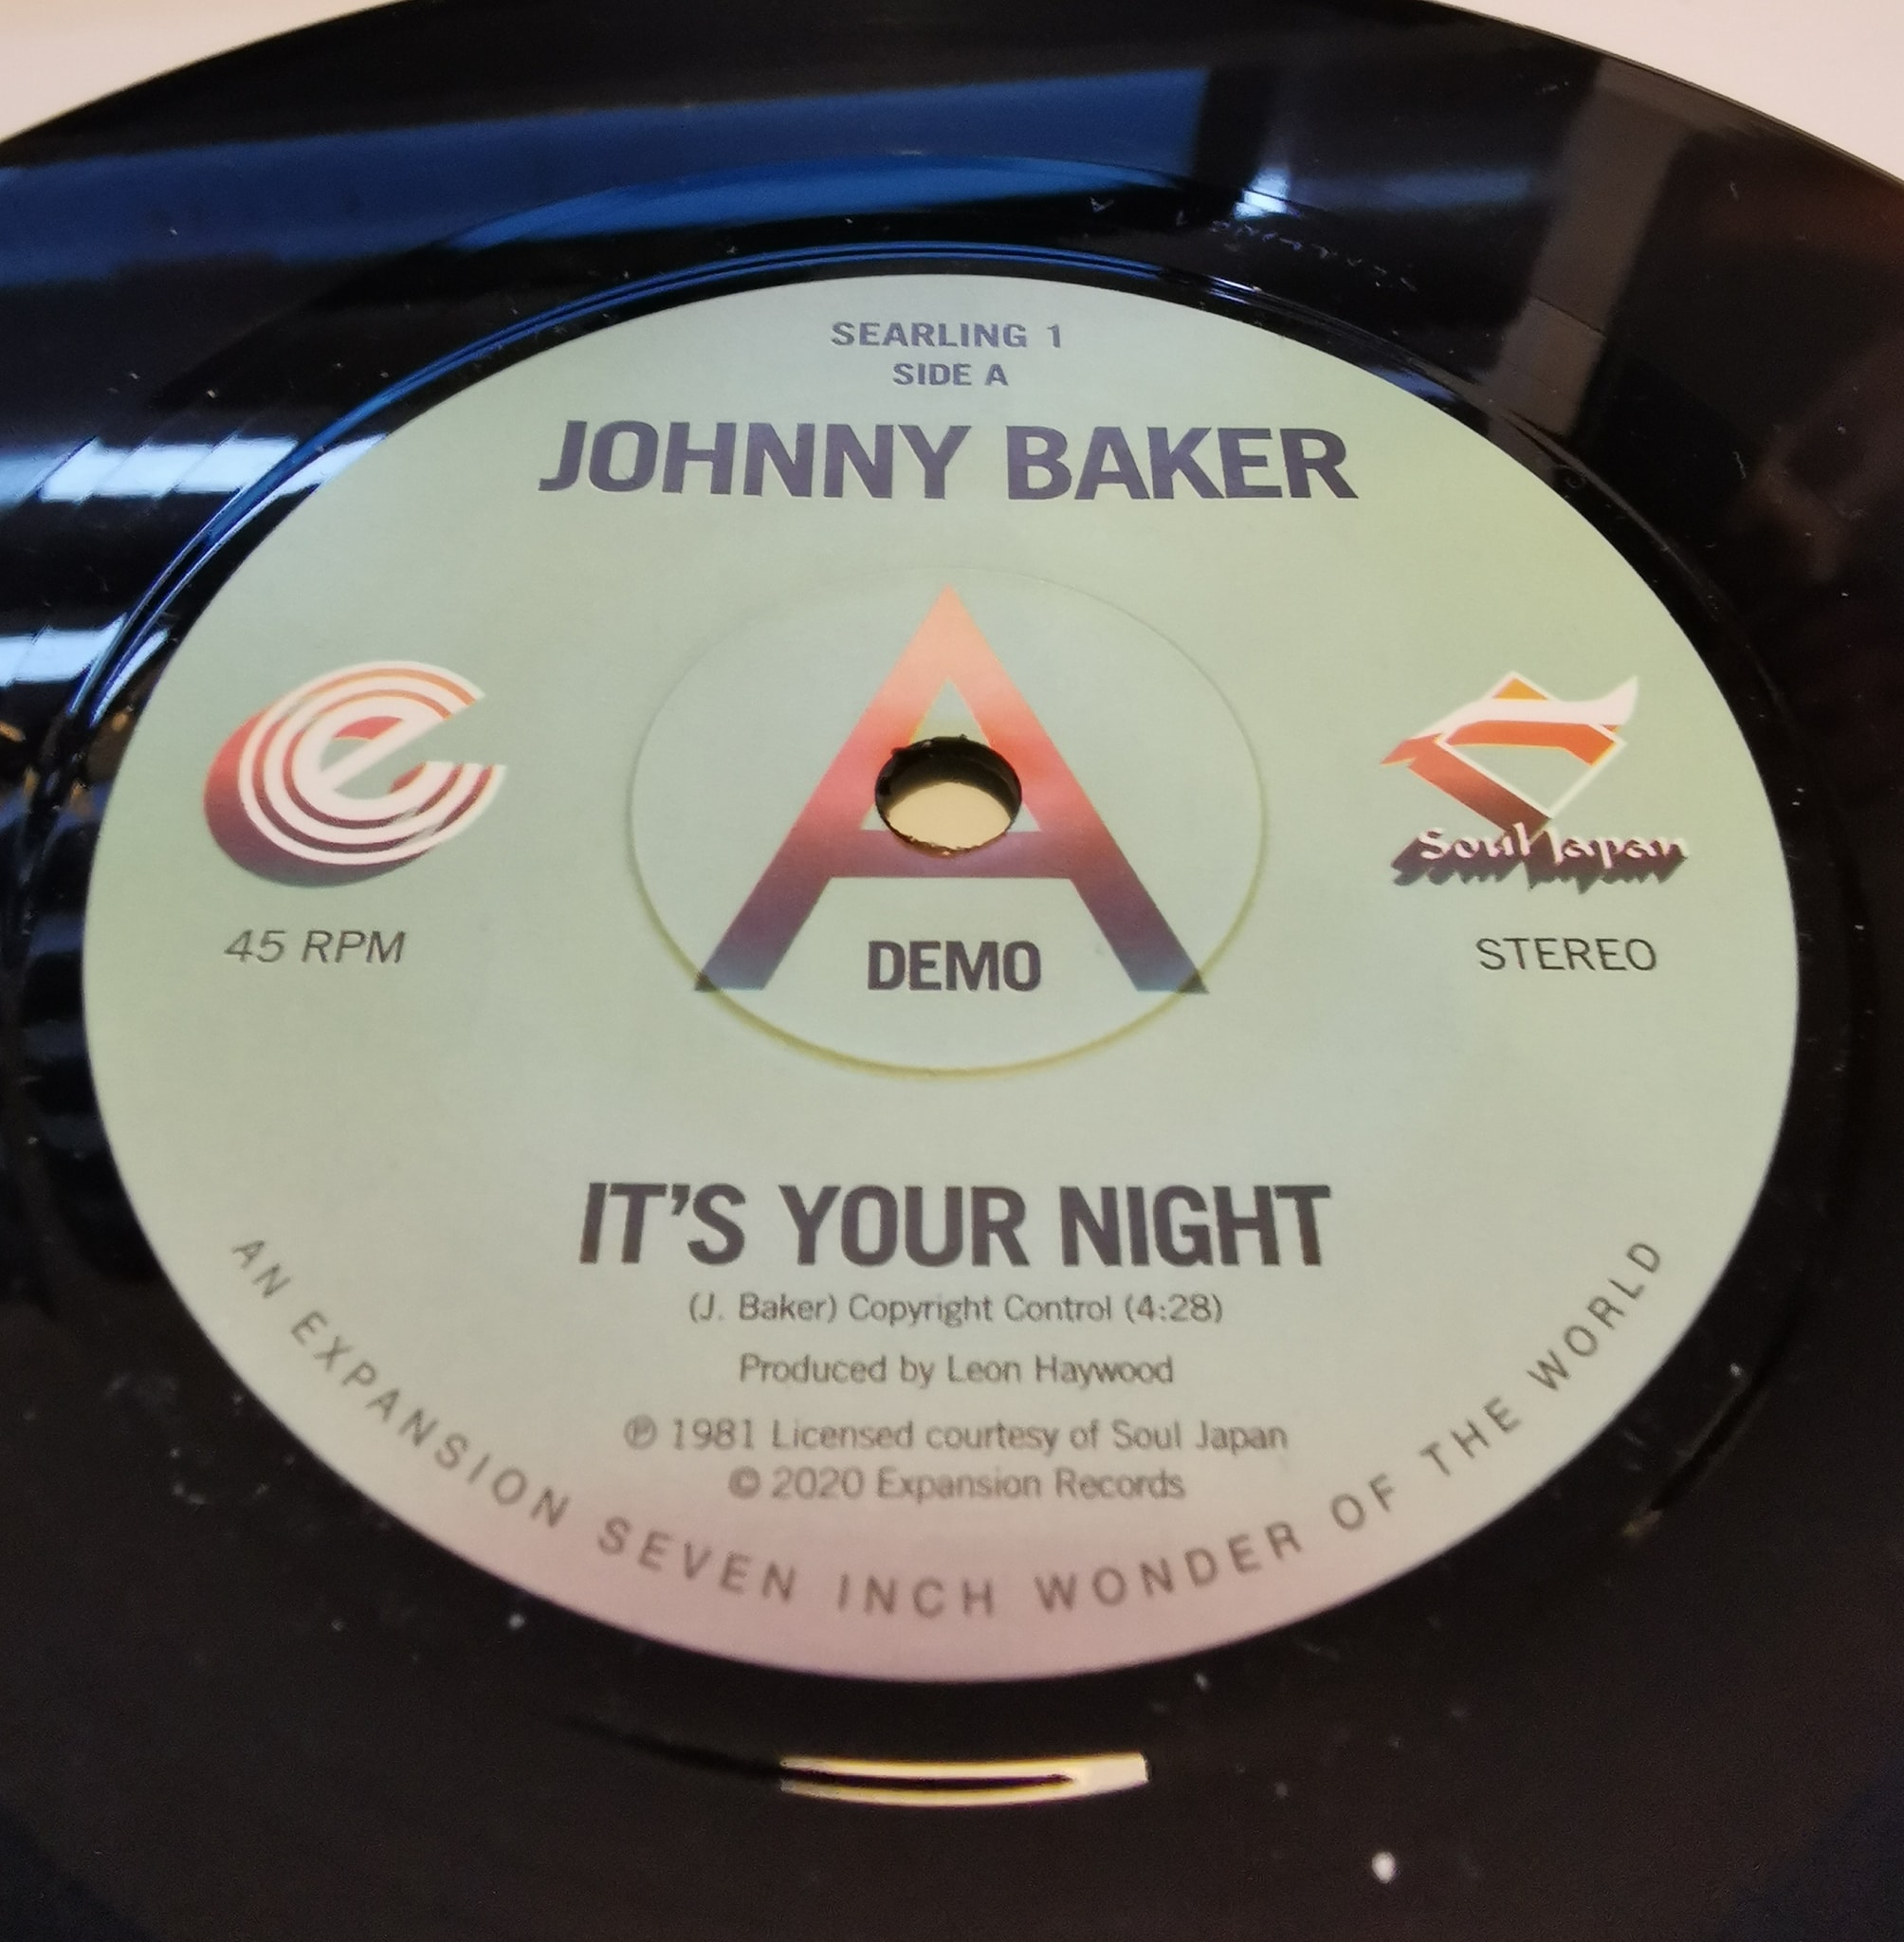 SEARLING 1
SIDE A
JOHNNY BAKER
A
e
Soul Japan
45 RPM
DEMO
STEREO
IT'S YOUR NIGHT
(J. Baker) Copyright Control (4:28)
Produced by Leon Haywood
℗ 1981 Licensed courtesy of Soul Japan
© 2020 Expansion Records
AN EXPANSION SEVEN INCH WONDER OF THE WORLD